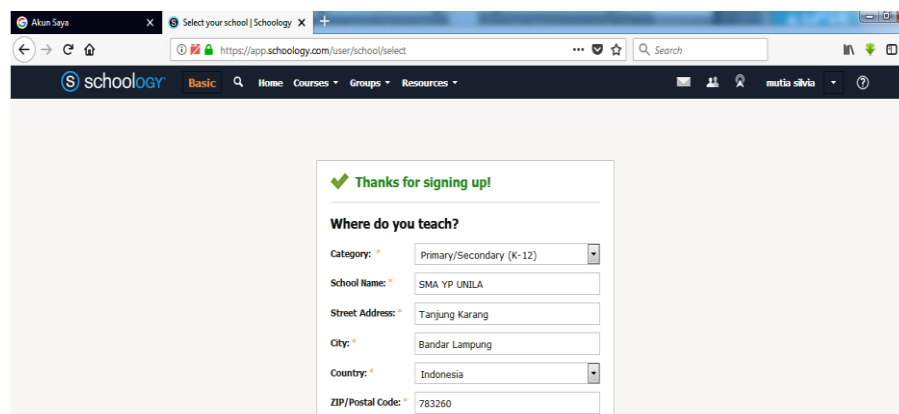 Akun Saya
Select your school | Schoology
https://app.schoology.com/user/school/select
Search
schoology Basic Home Courses Groups Resources mutia silvia
Thanks for signing up!
Where do you teach?
Category: * Primary/Secondary (K-12)
School Name: * SMA YP UNILA
Street Address: * Tanjung Karang
City: * Bandar Lampung
Country: * Indonesia
ZIP/Postal Code: * 783260